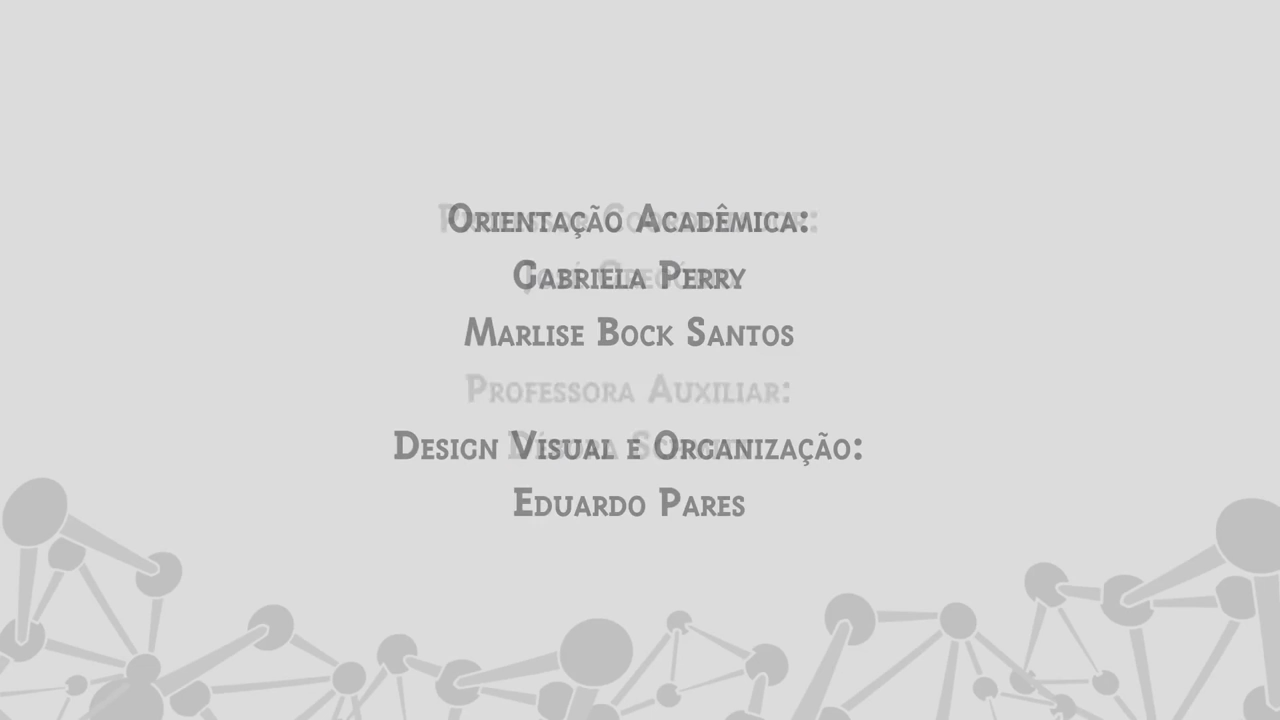 Orientação Acadêmica:
Gabriela Perry
Marlise Bock Santos
Professora Auxiliar:
Design Visual e Organização:
Eduardo Pares